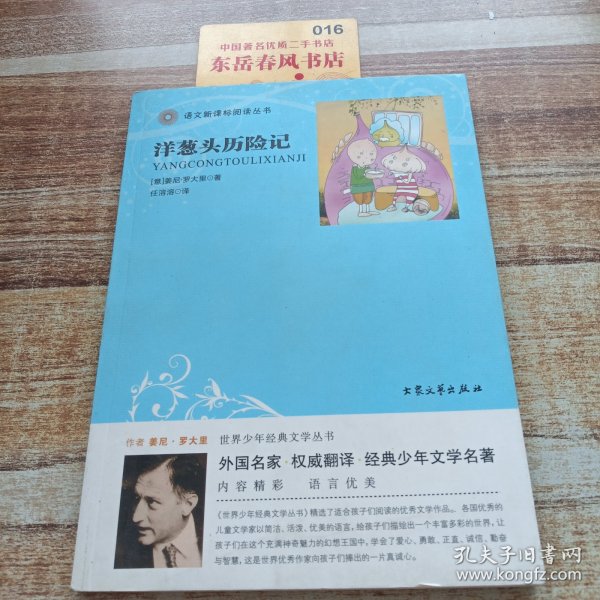 016
中国著名优质二手书店
东岳春风书店
语文新课标阅读丛书
洋葱头历险记
YANGCONGTOULIXIANJI
[意]姜尼·罗大里 著
任溶溶 译
大众文艺出版社
作者 姜尼·罗大里
世界少年经典文学丛书
外国名家·权威翻译·经典少年文学名著
内容精彩 语言优美
《世界少年经典文学丛书》精选了适合孩子们阅读的优秀文学作品。各国优秀的
儿童文学家以简洁、活泼、优美的语言，给孩子们描绘出一个丰富多彩的世界，让
孩子们在这个充满神奇魅力的幻想王国中，学会了爱心、勇敢、正直、诚信、勤奋
与智慧，这是世界优秀作家向孩子们捧出的一片真诚心。
孔夫子旧书网
www.kongfz.com